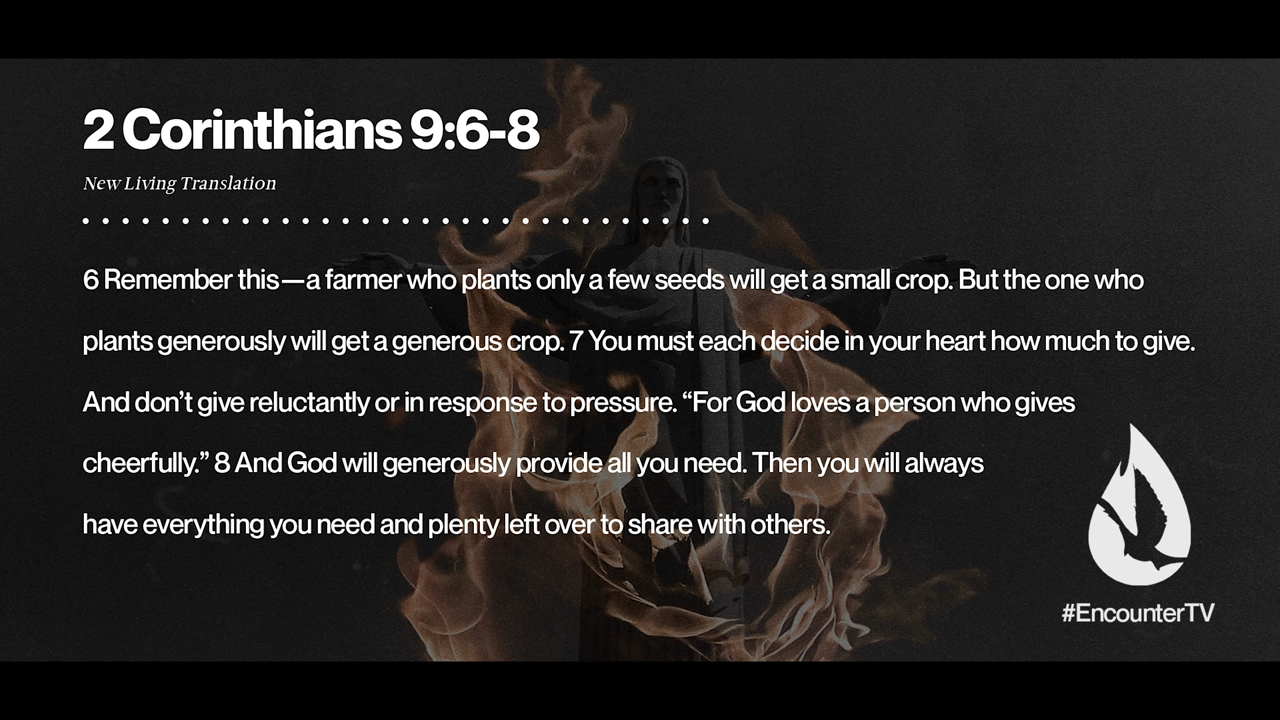 2 Corinthians 9:6-8
New Living Translation
6 Remember this—a farmer who plants only a few seeds will get a small crop. But the one who
plants generously will get a generous crop. 7 You must each decide in your heart how much to give.
And don’t give reluctantly or in response to pressure. “For God loves a person who gives
cheerfully.” 8 And God will generously provide all you need. Then you will always
have everything you need and plenty left over to share with others.
#EncounterTV